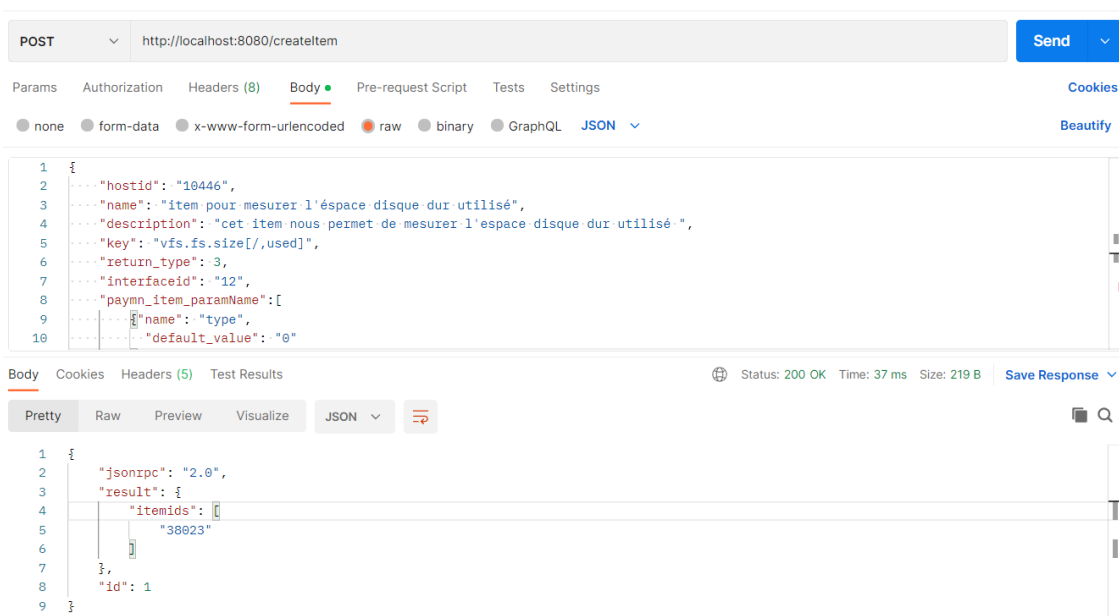 POST http://localhost:8080/createItem Send
Params Authorization Headers (8) Body Pre-request Script Tests Settings Cookies
none form-data x-www-form-urlencoded raw binary GraphQL JSON Beautify
1 {
2 "hostid": "10446",
3 "name": "item pour mesurer l'éspace disque dur utilisé",
4 "description": "cet item nous permet de mesurer l'espace disque dur utilisé ",
5 "key": "vfs.fs.size[/,used]",
6 "return_type": 3,
7 "interfaceid": "12",
8 "paymn_item_paramName":[
9 {"name": "type",
10 "default_value": "0"
Body Cookies Headers (5) Test Results Status: 200 OK Time: 37 ms Size: 219 B Save Response
Pretty Raw Preview Visualize JSON
1 {
2 "jsonrpc": "2.0",
3 "result": {
4 "itemids": [
5 "38023"
6 ]
7 },
8 "id": 1
9 }